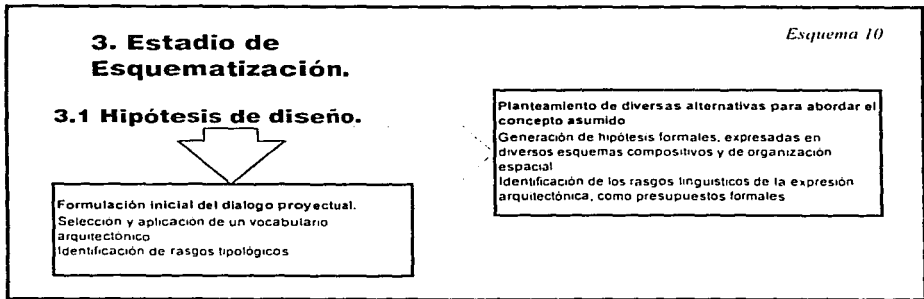 Esquema 10
3. Estadio de
Esquematización.
3.1 Hipótesis de diseño.
Formulación inicial del dialogo proyectual.
Selección y aplicación de un vocabulario
arquitectónico
Identificación de rasgos tipológicos
Planteamiento de diversas alternativas para abordar el
concepto asumido
Generación de hipótesis formales, expresadas en
diversos esquemas compositivos y de organización
espacial
Identificación de los rasgos linguisticos de la expresión
arquitectónica, como presupuestos formales